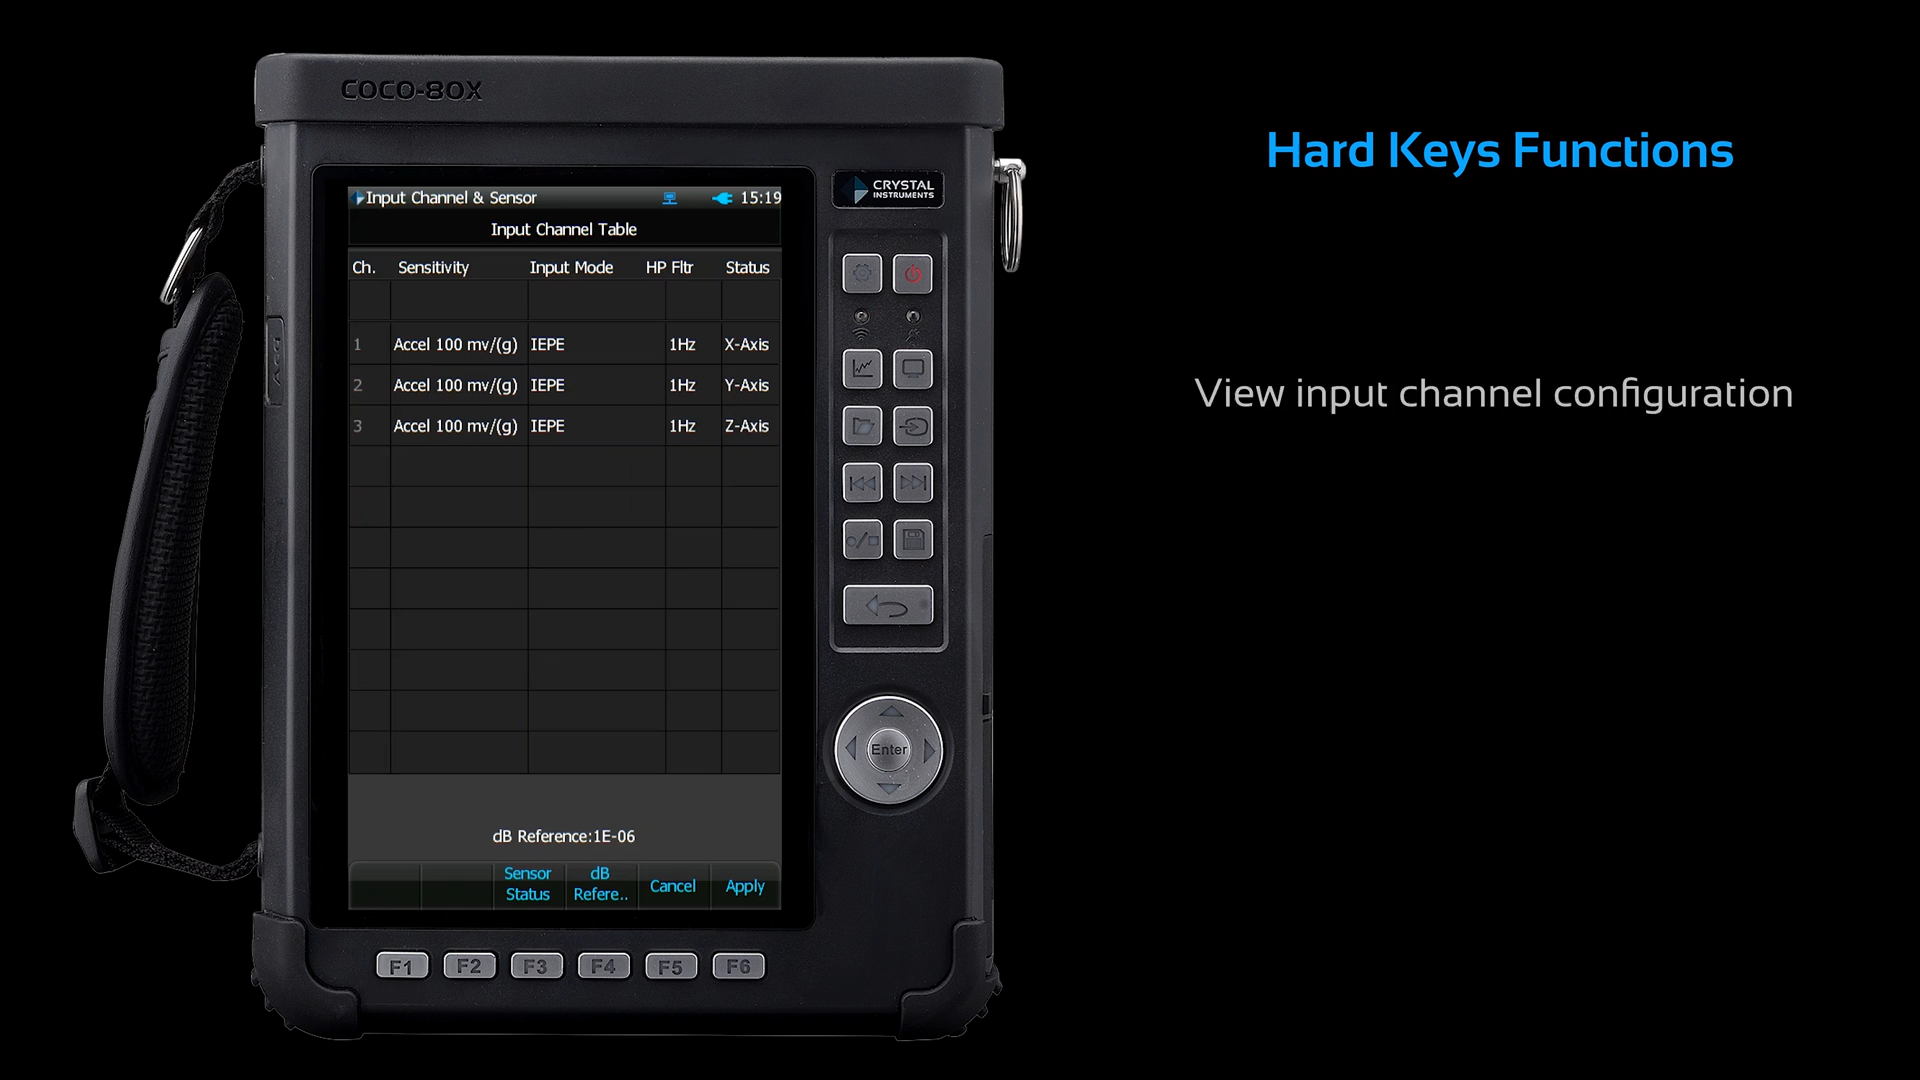 COCO-80X
Hard Keys Functions
CRYSTAL
INSTRUMENTS
Input Channel & Sensor 15:19
Input Channel Table
Ch. Sensitivity Input Mode HP Fltr Status
1 Accel 100 mv/(g) IEPE 1Hz X-Axis
2 Accel 100 mv/(g) IEPE 1Hz Y-Axis
3 Accel 100 mv/(g) IEPE 1Hz Z-Axis
View input channel configuration
Enter
dB Reference:1E-06
Sensor
Status
dB
Refere..
Cancel
Apply
F1 F2 F3 F4 F5 F6